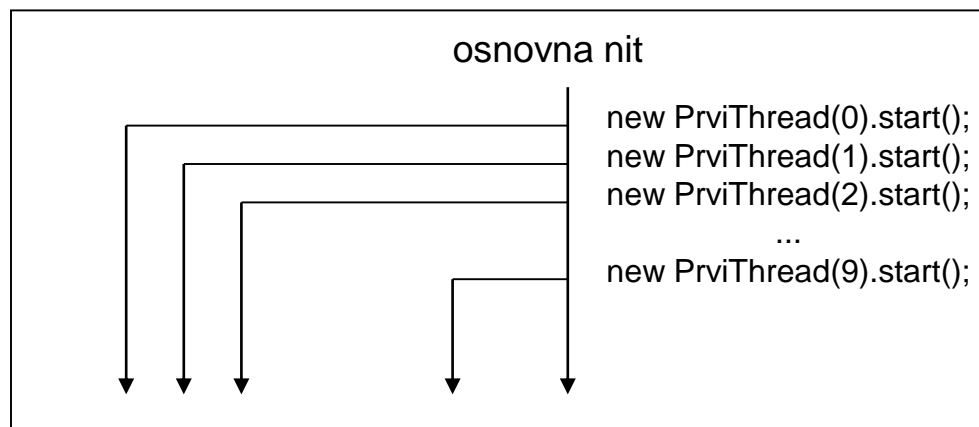 osnovna nit
new PrviThread(0).start();
new PrviThread(1).start();
new PrviThread(2).start();
...
new PrviThread(9).start();